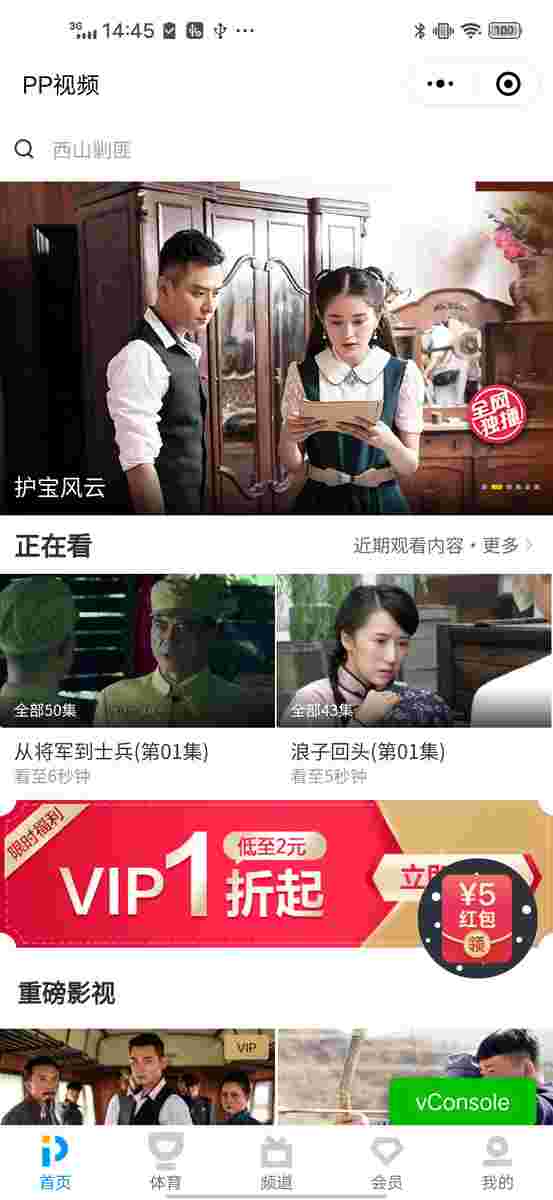 3G 14:45 100
PP视频
西山剿匪
全网
独播
护宝风云
正在看
近期观看内容·更多
全部50集
全部43集
从将军到士兵(第01集)
浪子回头(第01集)
看至6秒钟
看至5秒钟
限时福利
VIP1折起
低至2元
立即
¥5
红包
领
重磅影视
VIP
vConsole
首页
体育
频道
会员
我的